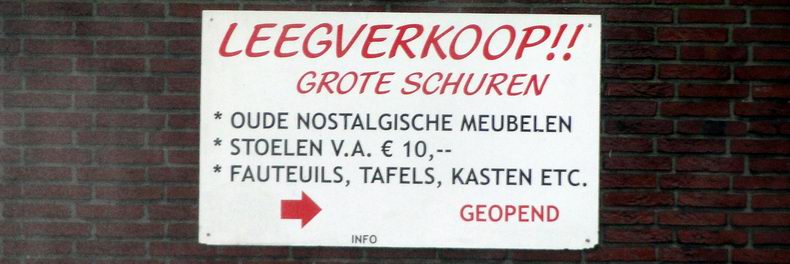 LEEGVERKOOP!!
GROTE SCHUREN
* OUDE NOSTALGISCHE MEUBELEN
* STOELEN V.A. € 10,--
* FAUTEUILS, TAFELS, KASTEN ETC.
GEOPEND
INFO